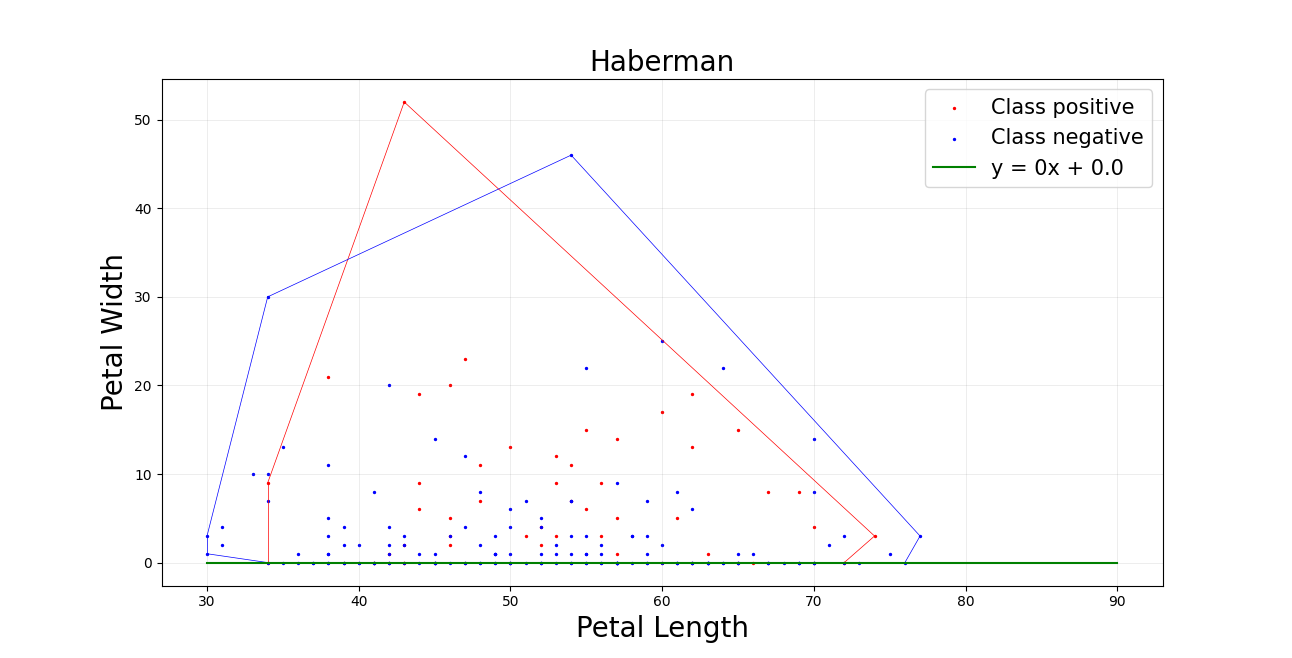 Haberman
Class positive
Class negative
y = 0x + 0.0
Petal Width
50
40
30
20
10
0
30 40 50 60 70 80 90
Petal Length